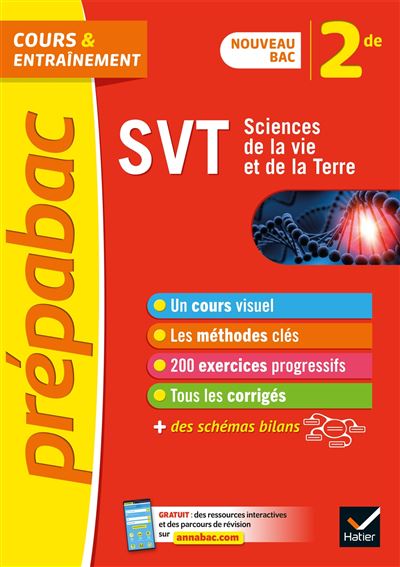 COURS &
ENTRAÎNEMENT
NOUVEAU
BAC
2de
SVT
Sciences
de la vie
et de la Terre
prépabac
Un cours visuel
Les méthodes clés
200 exercices progressifs
Tous les corrigés
+ des schémas bilans
GRATUIT : des ressources interactives
et des parcours de révision
sur annabac.com
Hatier